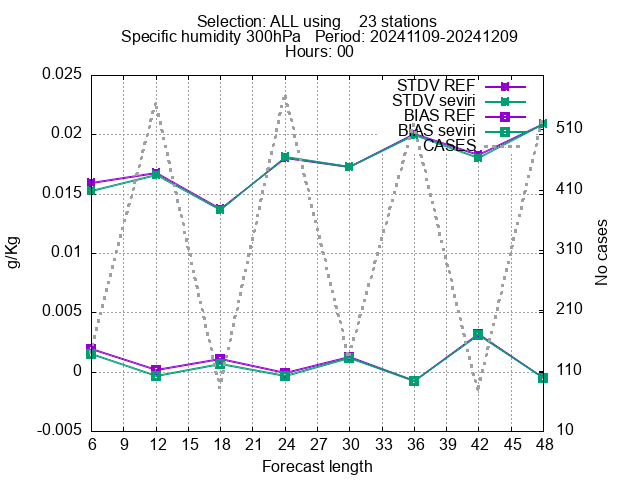 Selection: ALL using    23 stations
Specific humidity 300hPa   Period: 20241109-20241209
Hours: 00
STDV REF
STDV seviri
BIAS REF
BIAS seviri
CASES
0.025
0.02
0.015
0.01
0.005
0
-0.005
g/Kg
510
410
310
210
110
10
No cases
6 9 12 15 18 21 24 27 30 33 36 39 42 45 48
Forecast length